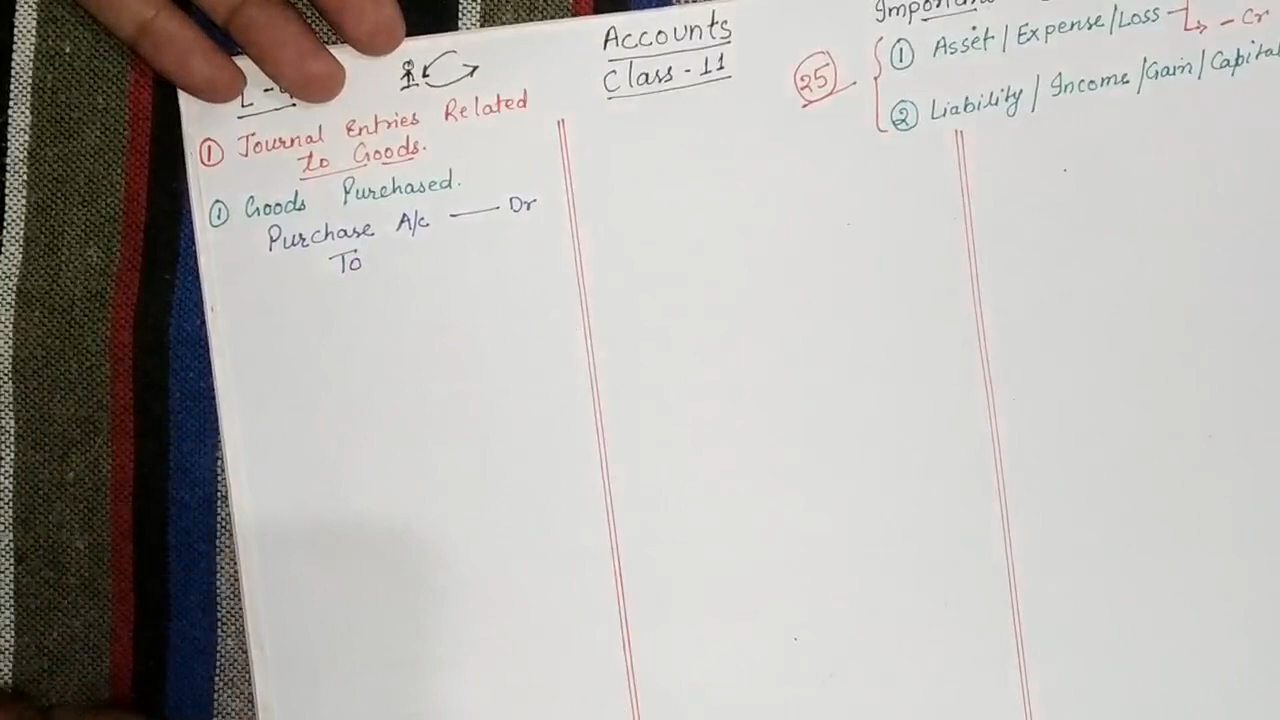 Accounts
Class - 11
① Journal Entries Related
to Goods.
① Goods Purchased.
Purchase A/c —— Dr
To
25
① Asset / Expense / Loss → - Cr
② Liability / Income / Gain / Capital